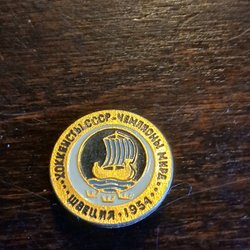 ХОККЕИСТЫ СССР-ЧЕМПИОНЫ МИРА
ШВЕЦИЯ · 1954